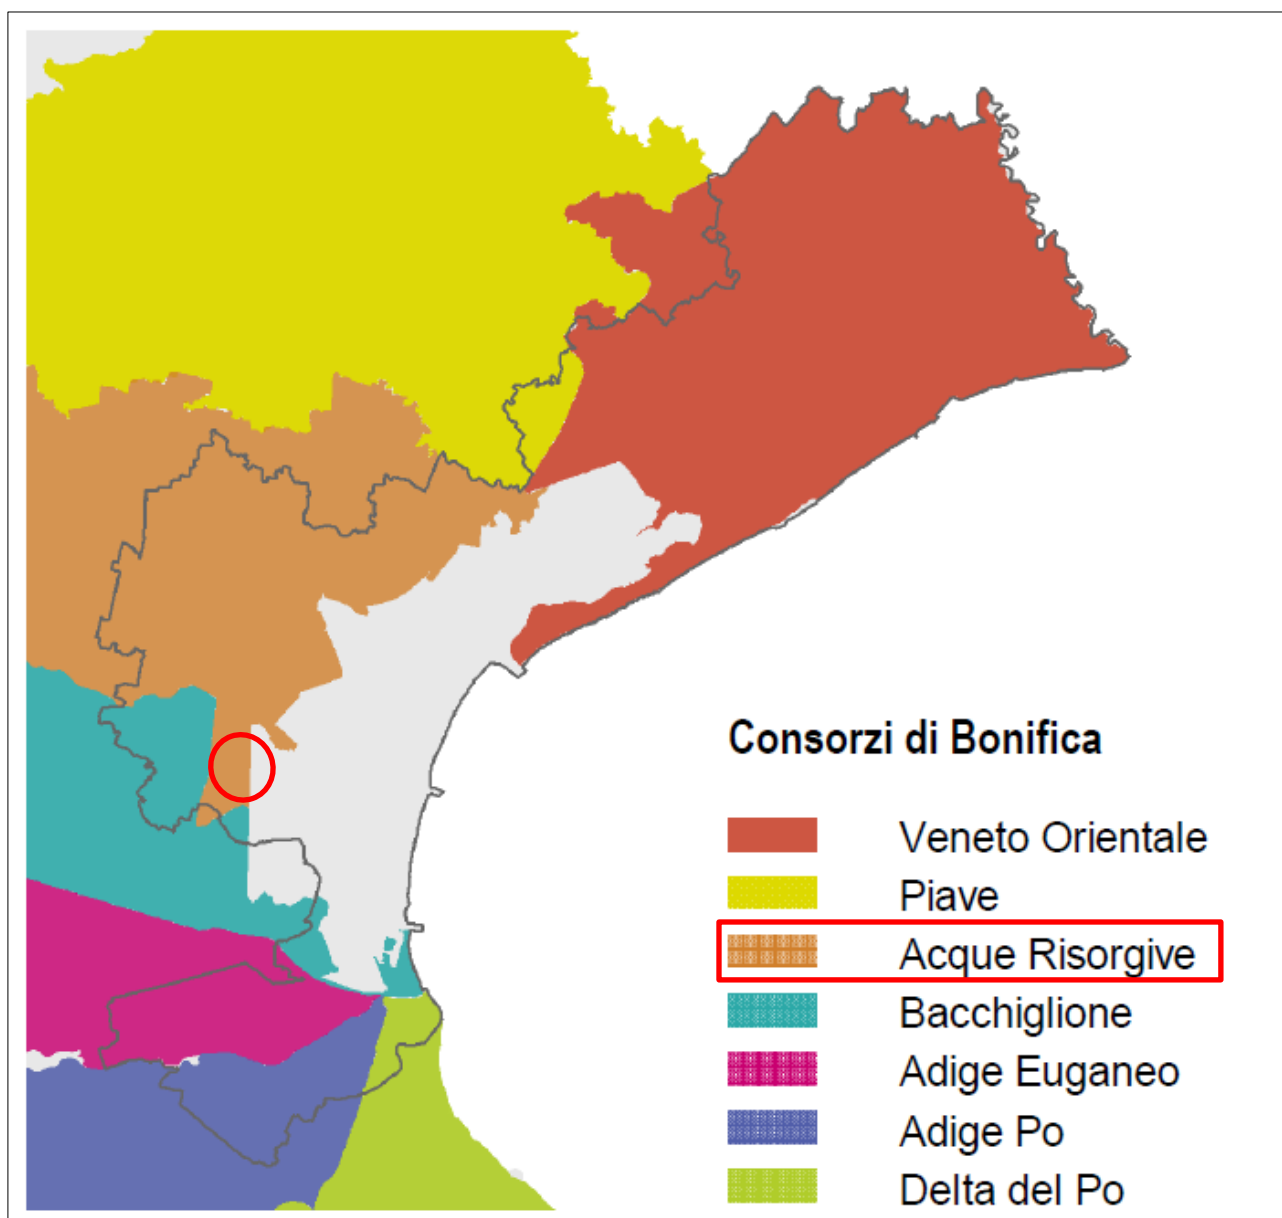 Consorzi di Bonifica
Veneto Orientale
Piave
Acque Risorgive
Bacchiglione
Adige Euganeo
Adige Po
Delta del Po